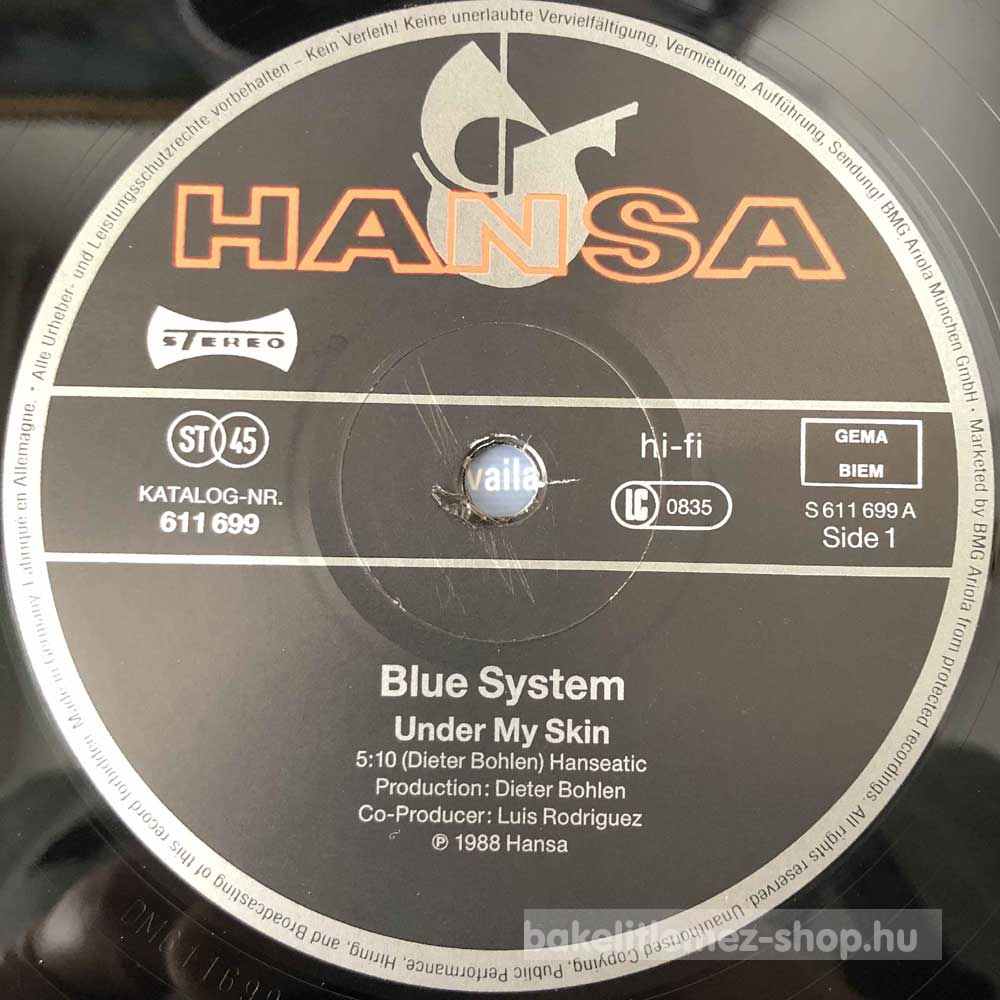 Alle Urheber- und Leistungsschutzrechte vorbehalten – Kein Verleih! Keine unerlaubte Vervielfältigung, Vermietung, Aufführung, Sendung! BMG Ariola München GmbH • Marketed by BMG Ariola from protected recordings. All rights reserved. Unauthorised Copying, Public Performance, Hiring, and Broadcasting of this record forbidden. Made in Germany. Fabriqué en Allemagne. •
HANSA
STEREO
ST 45
KATALOG-NR.
611 699
vaila
hi-fi
LC 0835
GEMA
BIEM
S 611 699 A
Side 1
Blue System
Under My Skin
5:10 (Dieter Bohlen) Hanseatic
Production: Dieter Bohlen
Co-Producer: Luis Rodriguez
℗ 1988 Hansa
bakelitlemez-shop.hu